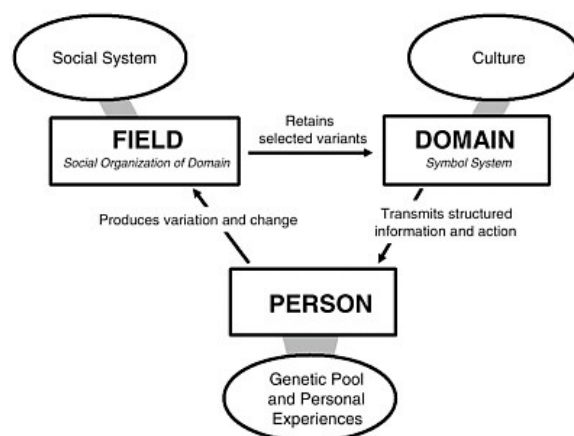 Social System
Culture
FIELD
Social Organization of Domain
Retains
selected variants
DOMAIN
Symbol System
Produces variation and change
Transmits structured
information and action
PERSON
Genetic Pool
and Personal
Experiences